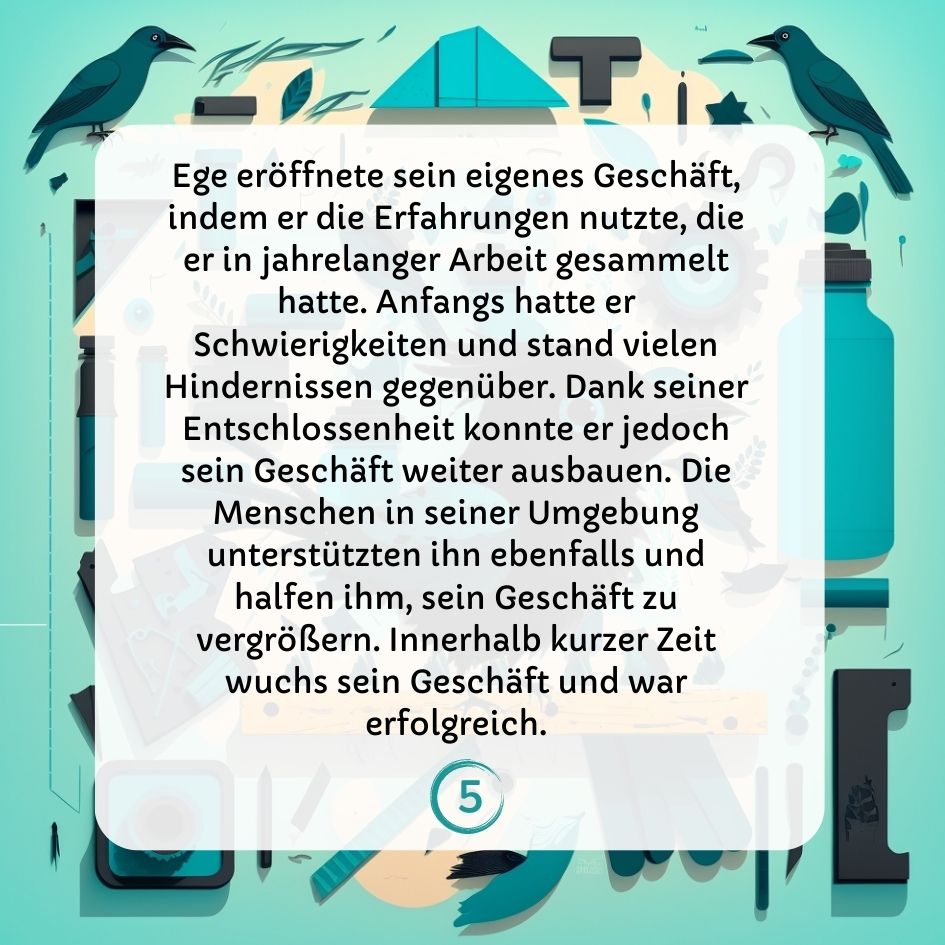 Ege eröffnete sein eigenes Geschäft,
indem er die Erfahrungen nutzte, die
er in jahrelanger Arbeit gesammelt
hatte. Anfangs hatte er
Schwierigkeiten und stand vielen
Hindernissen gegenüber. Dank seiner
Entschlossenheit konnte er jedoch
sein Geschäft weiter ausbauen. Die
Menschen in seiner Umgebung
unterstützten ihn ebenfalls und
halfen ihm, sein Geschäft zu
vergrößern. Innerhalb kurzer Zeit
wuchs sein Geschäft und war
erfolgreich.
5